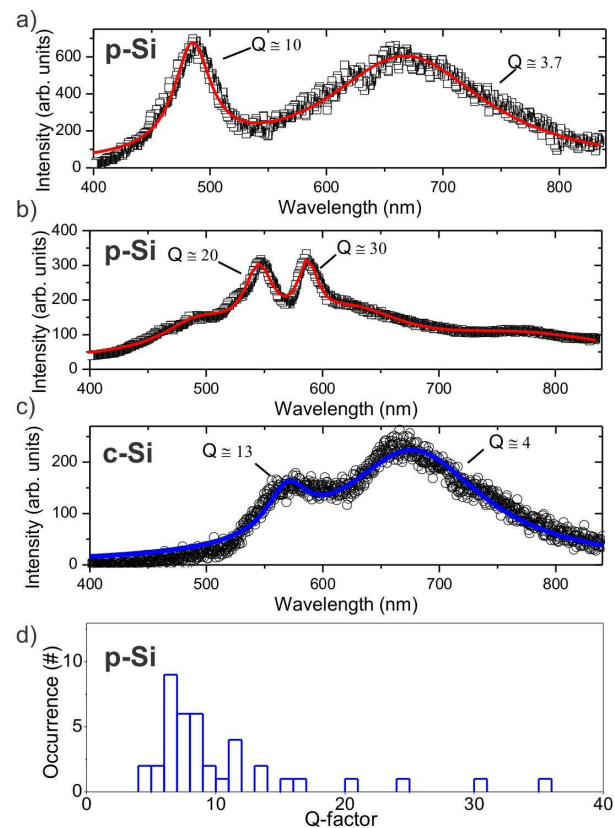 a)
p-Si
Q ≅ 10
Q ≅ 3.7
Intensity (arb. units)
600
400
200
0
400 500 600 700 800
Wavelength (nm)
b)
p-Si
Q ≅ 20
Q ≅ 30
Intensity (arb. units)
400
300
200
100
0
400 500 600 700 800
Wavelength (nm)
c)
c-Si
Q ≅ 13
Q ≅ 4
Intensity (arb. units)
200
100
0
400 500 600 700 800
Wavelength (nm)
d)
p-Si
Occurrence (#)
10
5
0
0 10 20 30 40
Q-factor